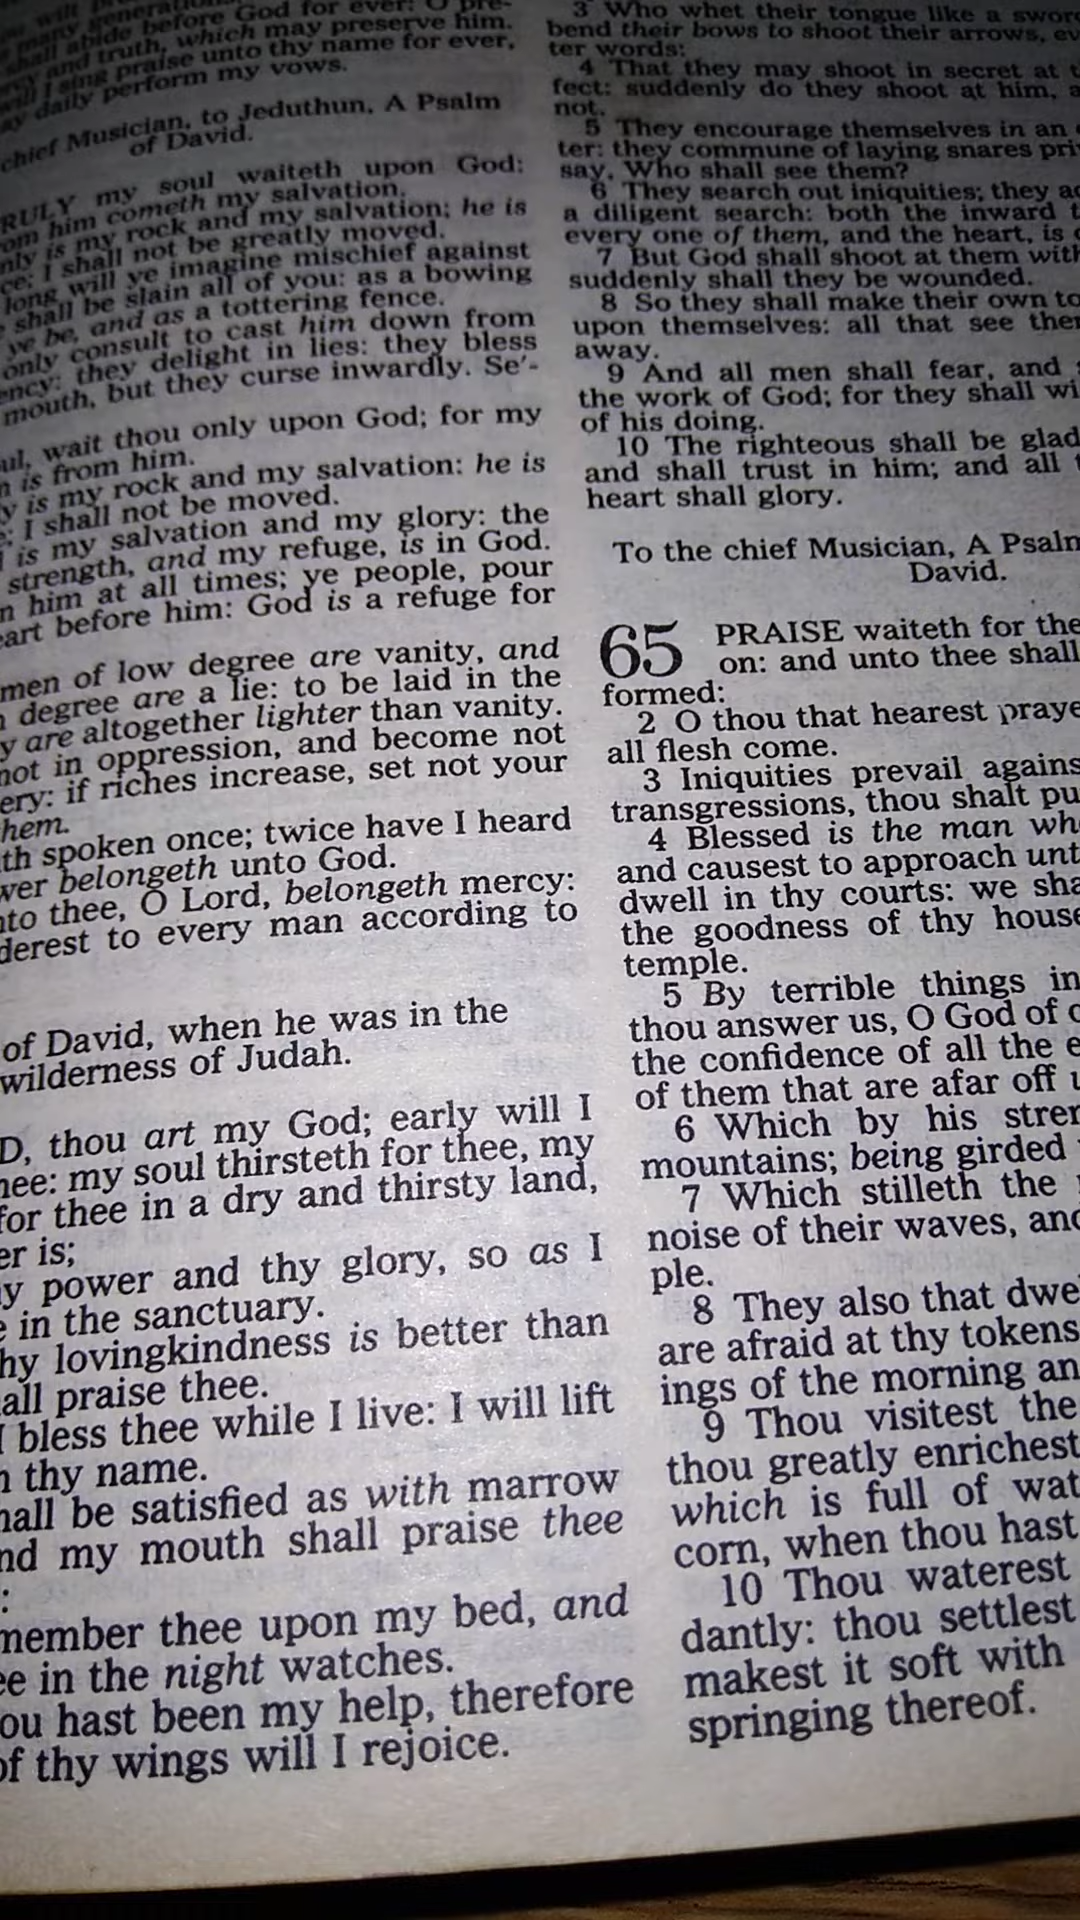 shall abide before God for ever: O pre-
and truth, which may preserve him.
will I sing praise unto thy name for ever,
daily perform my vows.
chief Musician, to Jeduthun, A Psalm
of David.
RULY my soul waiteth upon God:
om him cometh my salvation.
nly is my rock and my salvation; he is
ce; I shall not be greatly moved.
long will ye imagine mischief against
shall be slain all of you: as a bowing
ye be, and as a tottering fence.
only consult to cast him down from
ency: they delight in lies: they bless
mouth, but they curse inwardly. Se'-
ul, wait thou only upon God; for my
n is from him.
y is my rock and my salvation: he is
e; I shall not be moved.
is my salvation and my glory: the
strength, and my refuge, is in God.
n him at all times; ye people, pour
eart before him: God is a refuge for
men of low degree are vanity, and
degree are a lie: to be laid in the
y are altogether lighter than vanity.
not in oppression, and become not
ery: if riches increase, set not your
hem.
th spoken once; twice have I heard
wer belongeth unto God.
nto thee, O Lord, belongeth mercy:
derest to every man according to
of David, when he was in the
wilderness of Judah.
D, thou art my God; early will I
hee: my soul thirsteth for thee, my
for thee in a dry and thirsty land,
er is;
y power and thy glory, so as I
e in the sanctuary.
hy lovingkindness is better than
all praise thee.
I bless thee while I live: I will lift
n thy name.
hall be satisfied as with marrow
nd my mouth shall praise thee
:
member thee upon my bed, and
ee in the night watches.
ou hast been my help, therefore
of thy wings will I rejoice.
3 Who whet their tongue like a sword
bend their bows to shoot their arrows, ev
ter words:
4 That they may shoot in secret at t
fect: suddenly do they shoot at him, a
not.
5 They encourage themselves in an
ter: they commune of laying snares pri
say, Who shall see them?
6 They search out iniquities; they ac
a diligent search: both the inward t
every one of them, and the heart, is
7 But God shall shoot at them with
suddenly shall they be wounded.
8 So they shall make their own to
upon themselves: all that see them
away.
9 And all men shall fear, and
the work of God; for they shall wi
of his doing.
10 The righteous shall be glad
and shall trust in him; and all
heart shall glory.
To the chief Musician, A Psalm
David.
65 PRAISE waiteth for the
on: and unto thee shall
formed:
2 O thou that hearest praye
all flesh come.
3 Iniquities prevail agains
transgressions, thou shalt pu
4 Blessed is the man wh
and causest to approach unt
dwell in thy courts: we sha
the goodness of thy house
temple.
5 By terrible things in
thou answer us, O God of
the confidence of all the e
of them that are afar off u
6 Which by his stren
mountains; being girded
7 Which stilleth the
noise of their waves, and
ple.
8 They also that dwe
are afraid at thy tokens
ings of the morning an
9 Thou visitest the
thou greatly enrichest
which is full of wat
corn, when thou hast
10 Thou waterest
dantly: thou settlest
makest it soft with
springing thereof.